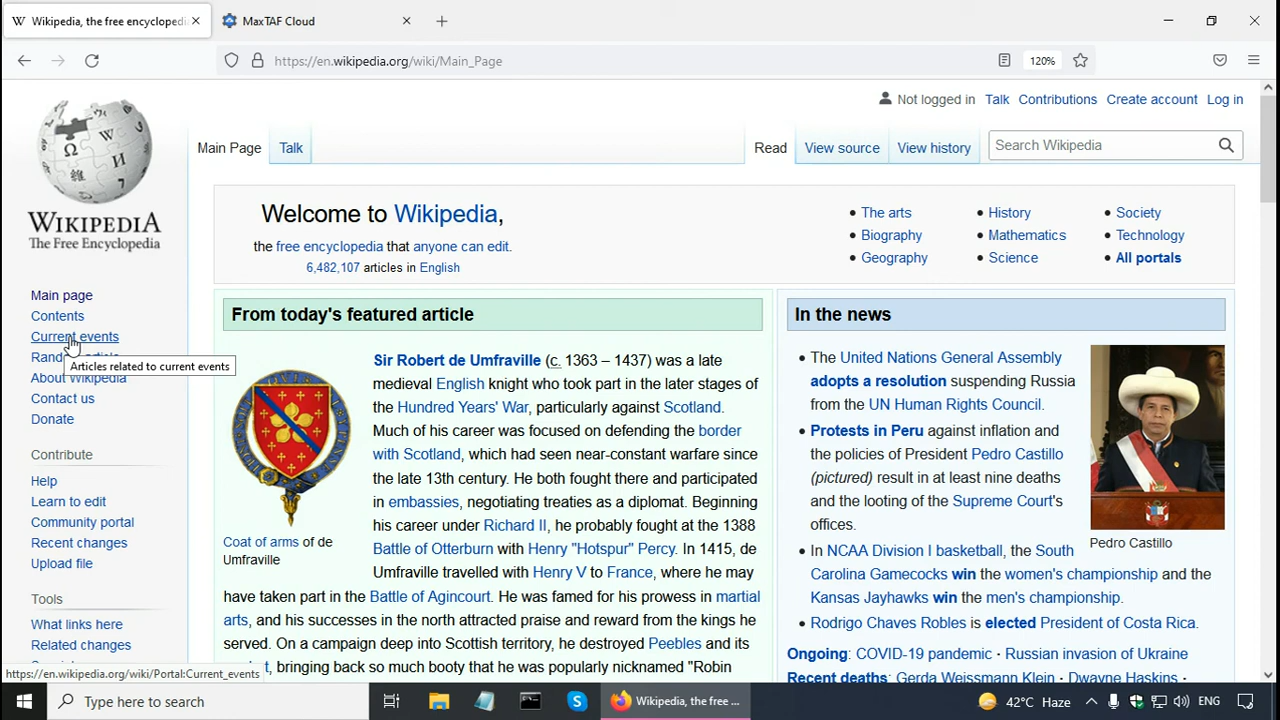 Wikipedia, the free encyclopedi
MaxTAF Cloud
https://en.wikipedia.org/wiki/Main_Page
120%
Not logged in Talk Contributions Create account Log in
WIKIPEDIA
The Free Encyclopedia
Main Page Talk Read View source View history Search Wikipedia
Welcome to Wikipedia,
the free encyclopedia that anyone can edit.
6,482,107 articles in English
• The arts • History • Society
• Biography • Mathematics • Technology
• Geography • Science • All portals
Main page
Contents
Current events
Articles related to current events
About Wikipedia
Contact us
Donate
Contribute
Help
Learn to edit
Community portal
Recent changes
Upload file
Tools
What links here
Related changes
https://en.wikipedia.org/wiki/Portal:Current_events
From today's featured article
Sir Robert de Umfraville (c. 1363 – 1437) was a late
medieval English knight who took part in the later stages of
the Hundred Years' War, particularly against Scotland.
Much of his career was focused on defending the border
with Scotland, which had seen near-constant warfare since
the late 13th century. He both fought there and participated
in embassies, negotiating treaties as a diplomat. Beginning
his career under Richard II, he probably fought at the 1388
Battle of Otterburn with Henry "Hotspur" Percy. In 1415, de
Umfraville travelled with Henry V to France, where he may
have taken part in the Battle of Agincourt. He was famed for his prowess in martial
arts, and his successes in the north attracted praise and reward from the kings he
served. On a campaign deep into Scottish territory, he destroyed Peebles and its
bringing back so much booty that he was popularly nicknamed "Robin
Coat of arms of de
Umfraville
In the news
• The United Nations General Assembly
adopts a resolution suspending Russia
from the UN Human Rights Council.
• Protests in Peru against inflation and
the policies of President Pedro Castillo
(pictured) result in at least nine deaths
and the looting of the Supreme Court's
offices.
• In NCAA Division I basketball, the South
Carolina Gamecocks win the women's championship and the
Kansas Jayhawks win the men's championship.
• Rodrigo Chaves Robles is elected President of Costa Rica.
Pedro Castillo
Ongoing: COVID-19 pandemic · Russian invasion of Ukraine
Recent deaths: Gerda Weissmann Klein · Dwayne Haskins ·
Type here to search
Wikipedia, the free ...
42°C Haze
ENG